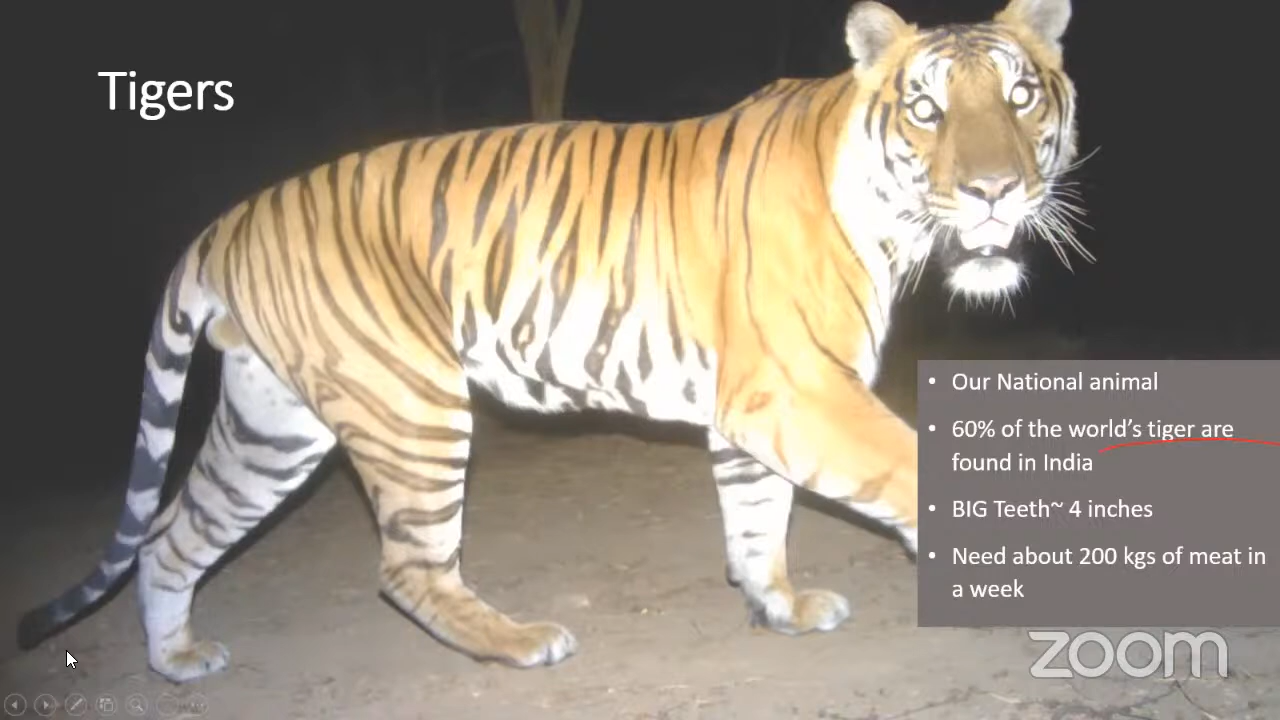 Tigers
• Our National animal
• 60% of the world's tiger are
found in India
• BIG Teeth~ 4 inches
• Need about 200 kgs of meat in
a week
zoom